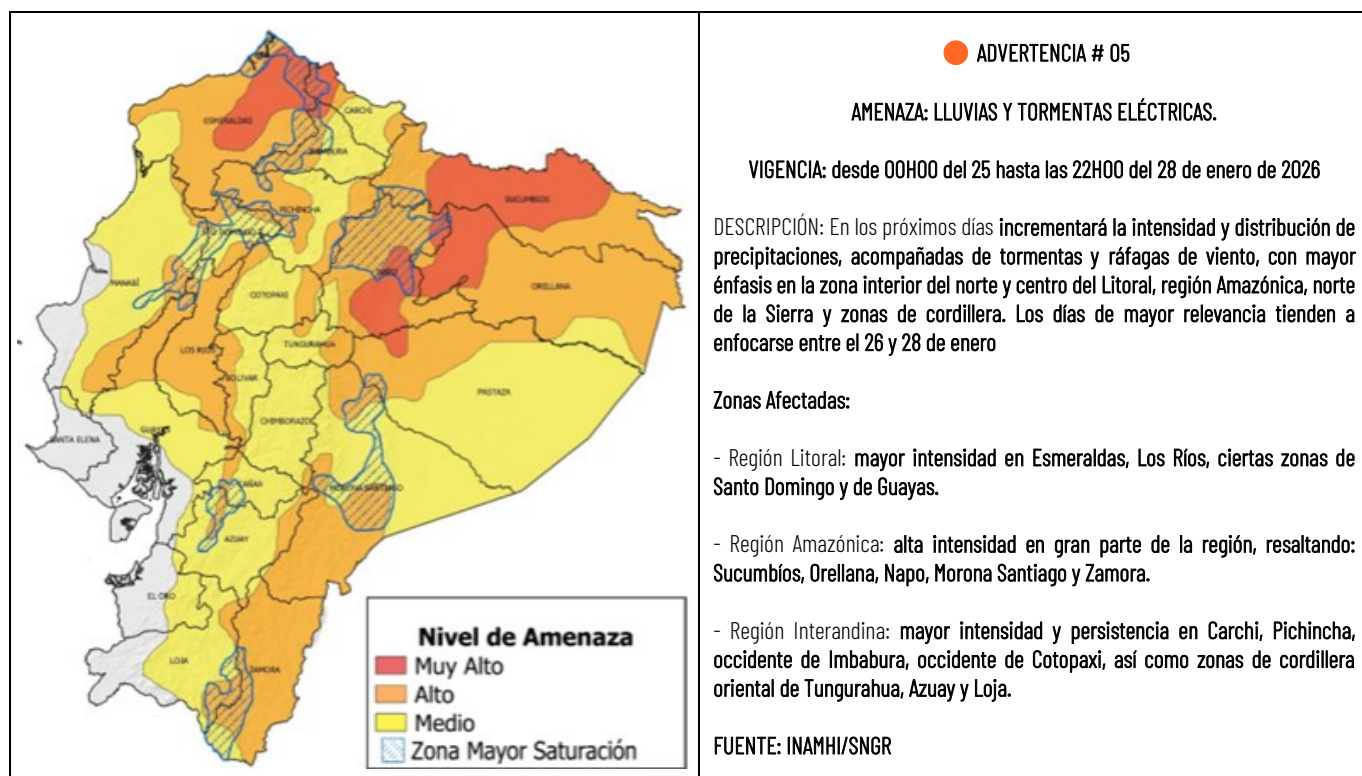 ESMERALDAS
CARCHI
IMBABURA
SUCUMBIOS
PICHINCHA
STO DOMINGO
NAPO
ORELLANA
MANABI
COTOPAXI
LOS RIOS
TUNGURAHUA
BOLIVAR
PASTAZA
CHIMBORAZO
GUAYAS
SANTA ELENA
MORONA SANTIAGO
CAÑAR
AZUAY
EL ORO
LOJA
ZAMORA
Nivel de Amenaza
Muy Alto
Alto
Medio
Zona Mayor Saturación
ADVERTENCIA # 05
AMENAZA: LLUVIAS Y TORMENTAS ELÉCTRICAS.
VIGENCIA: desde 00H00 del 25 hasta las 22H00 del 28 de enero de 2026
DESCRIPCIÓN: En los próximos días incrementará la intensidad y distribución de
precipitaciones, acompañadas de tormentas y ráfagas de viento, con mayor
énfasis en la zona interior del norte y centro del Litoral, región Amazónica, norte
de la Sierra y zonas de cordillera. Los días de mayor relevancia tienden a
enfocarse entre el 26 y 28 de enero
Zonas Afectadas:
- Región Litoral: mayor intensidad en Esmeraldas, Los Ríos, ciertas zonas de
Santo Domingo y de Guayas.
- Región Amazónica: alta intensidad en gran parte de la región, resaltando:
Sucumbíos, Orellana, Napo, Morona Santiago y Zamora.
- Región Interandina: mayor intensidad y persistencia en Carchi, Pichincha,
occidente de Imbabura, occidente de Cotopaxi, así como zonas de cordillera
oriental de Tungurahua, Azuay y Loja.
FUENTE: INAMHI/SNGR